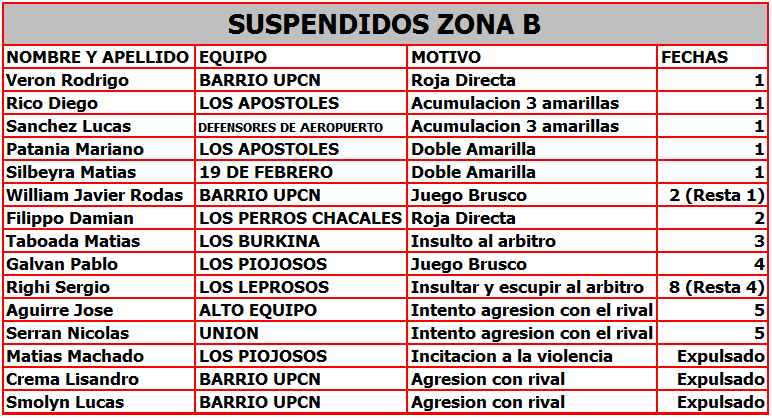 SUSPENDIDOS ZONA B
NOMBRE Y APELLIDO EQUIPO MOTIVO FECHAS
Veron Rodrigo BARRIO UPCN Roja Directa 1
Rico Diego LOS APOSTOLES Acumulacion 3 amarillas 1
Sanchez Lucas DEFENSORES DE AEROPUERTO Acumulacion 3 amarillas 1
Patania Mariano LOS APOSTOLES Doble Amarilla 1
Silbeyra Matias 19 DE FEBRERO Doble Amarilla 1
William Javier Rodas BARRIO UPCN Juego Brusco 2 (Resta 1)
Filippo Damian LOS PERROS CHACALES Roja Directa 2
Taboada Matias LOS BURKINA Insulto al arbitro 3
Galvan Pablo LOS PIOJOSOS Juego Brusco 4
Righi Sergio LOS LEPROSOS Insultar y escupir al arbitro 8 (Resta 4)
Aguirre Jose ALTO EQUIPO Intento agresion con el rival 5
Serran Nicolas UNION Intento agresion con el rival 5
Matias Machado LOS PIOJOSOS Incitacion a la violencia Expulsado
Crema Lisandro BARRIO UPCN Agresion con rival Expulsado
Smolyn Lucas BARRIO UPCN Agresion con rival Expulsado